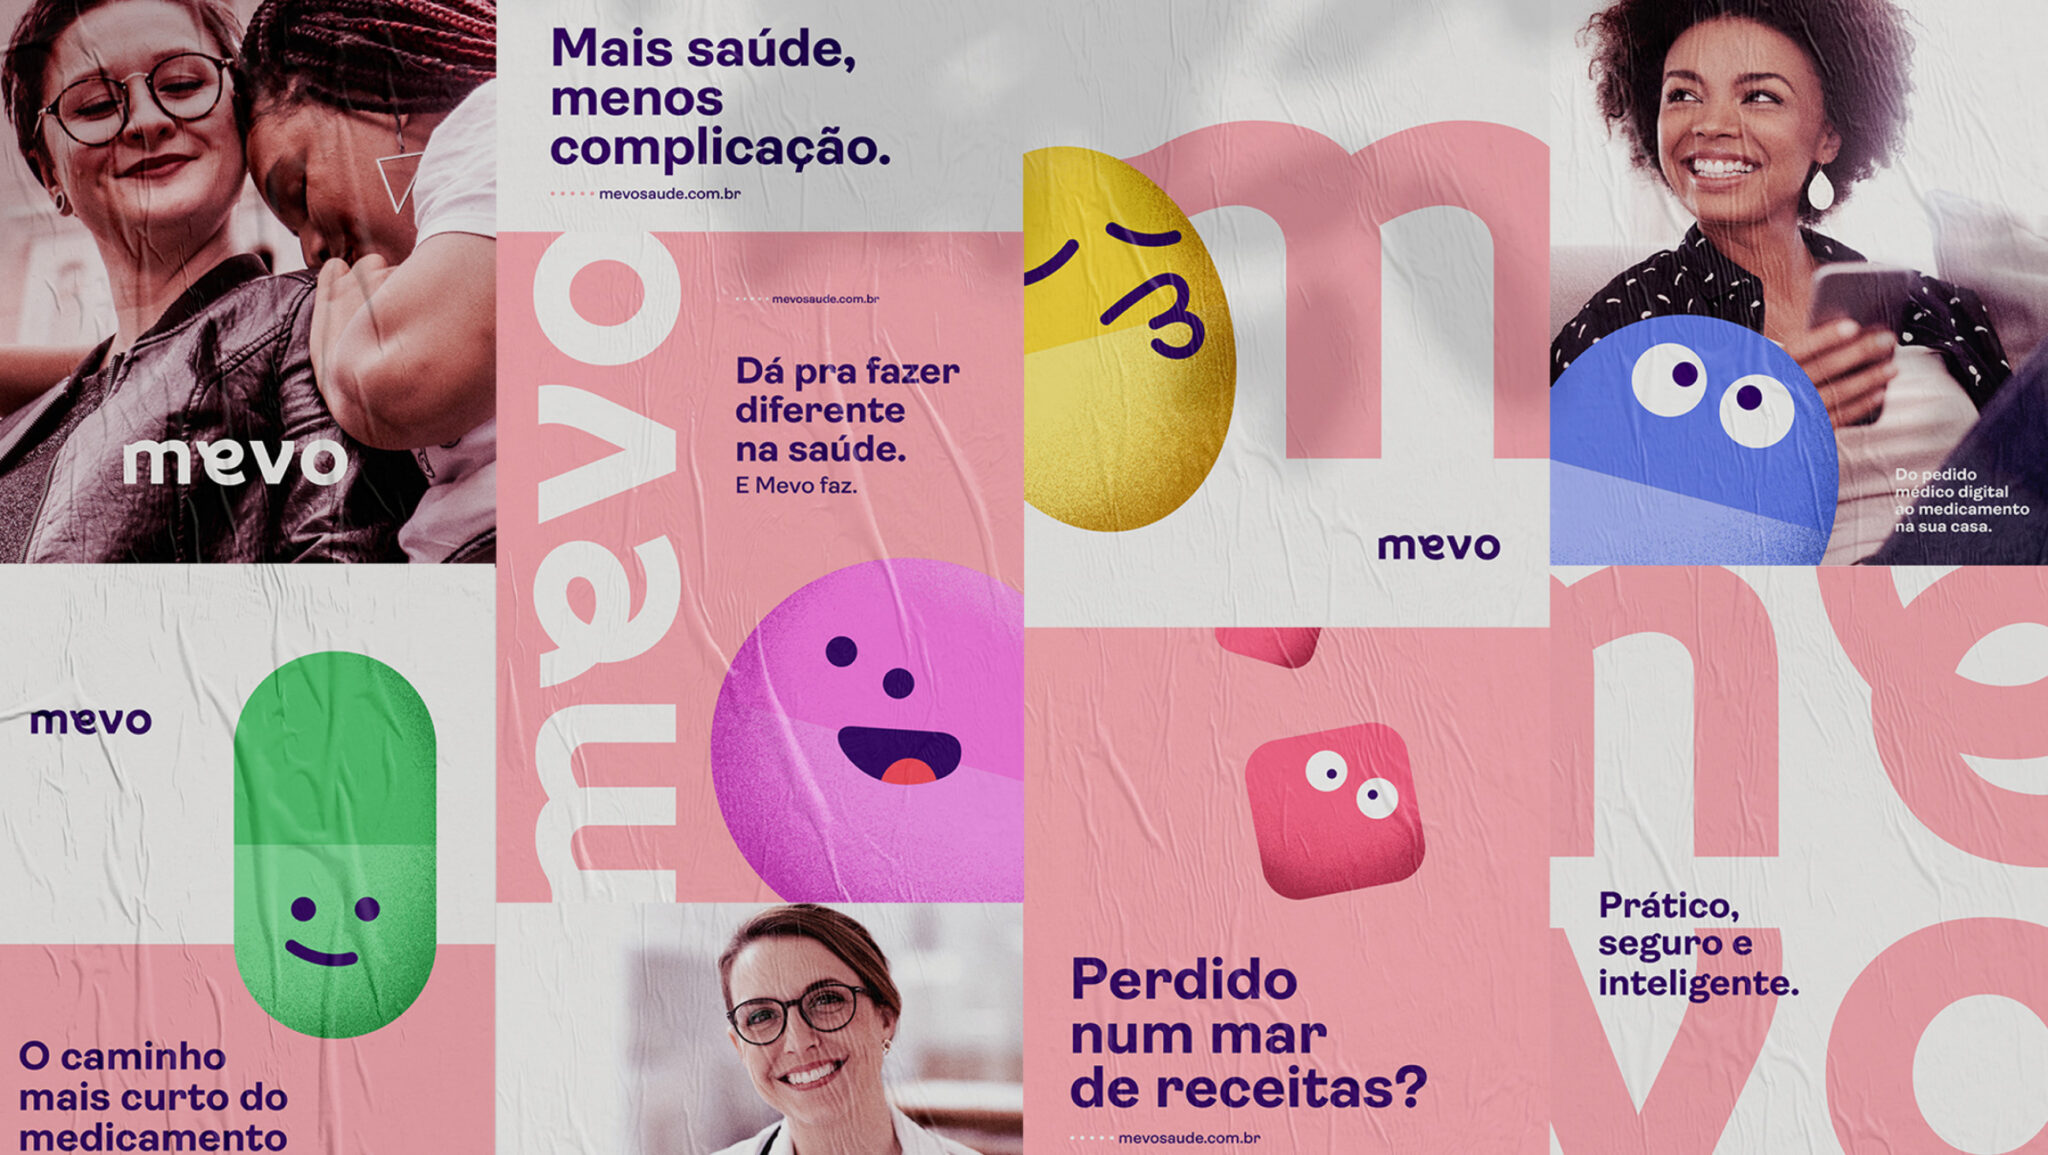 mevo
Mais saúde,
menos
complicação.
mevosaude.com.br
mevo
mevosaude.com.br
Dá pra fazer
diferente
na saúde.
E Mevo faz.
m
mevo
Do pedido
médico digital
ao medicamento
na sua casa.
mevo
O caminho
mais curto do
medicamento
Perdido
num mar
de receitas?
mevosaude.com.br
me
vo
Prático,
seguro e
inteligente.